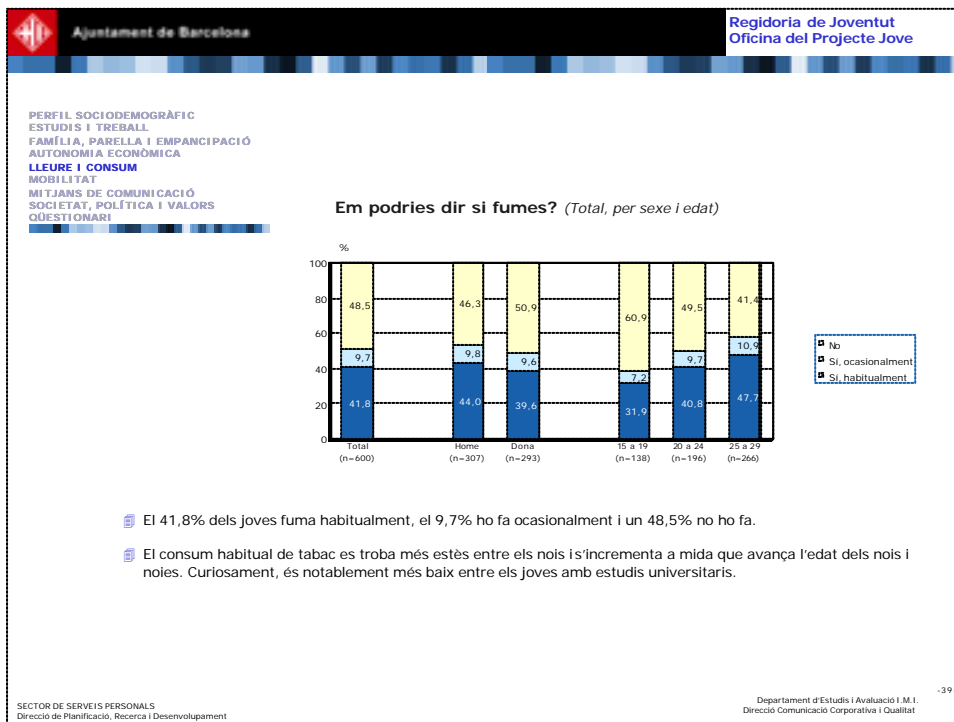 Ajuntament de Barcelona
Regidoria de Joventut
Oficina del Projecte Jove
PERFIL SOCIODEMOGRÀFIC
ESTUDIS I TREBALL
FAMÍLIA, PARELLA I EMPANCIPACIÓ
AUTONOMIA ECONÒMICA
LLEURE I CONSUM
MOBILITAT
MITJANS DE COMUNICACIÓ
SOCIETAT, POLÍTICA I VALORS
QÜESTIONARI
Em podries dir si fumes? (Total, per sexe i edat)
%
100
80
60
40
20
0
48,5
9,7
41,8
46,3
9,8
44,0
50,9
9,6
39,6
60,9
7,2
31,9
49,5
9,7
40,8
41,4
10,9
47,7
Total
(n=600)
Home
(n=307)
Dona
(n=293)
15 a 19
(n=138)
20 a 24
(n=196)
25 a 29
(n=266)
No
Sí, ocasionalment
Sí, habitualment
El 41,8% dels joves fuma habitualment, el 9,7% ho fa ocasionalment i un 48,5% no ho fa.
El consum habitual de tabac es troba més estès entre els nois i s'incrementa a mida que avança l'edat dels nois i
noies. Curiosament, és notablement més baix entre els joves amb estudis universitaris.
SECTOR DE SERVEIS PERSONALS
Direcció de Planificació, Recerca i Desenvolupament
Departament d'Estudis i Avaluació I.M.I.
Direcció Comunicació Corporativa i Qualitat
-39